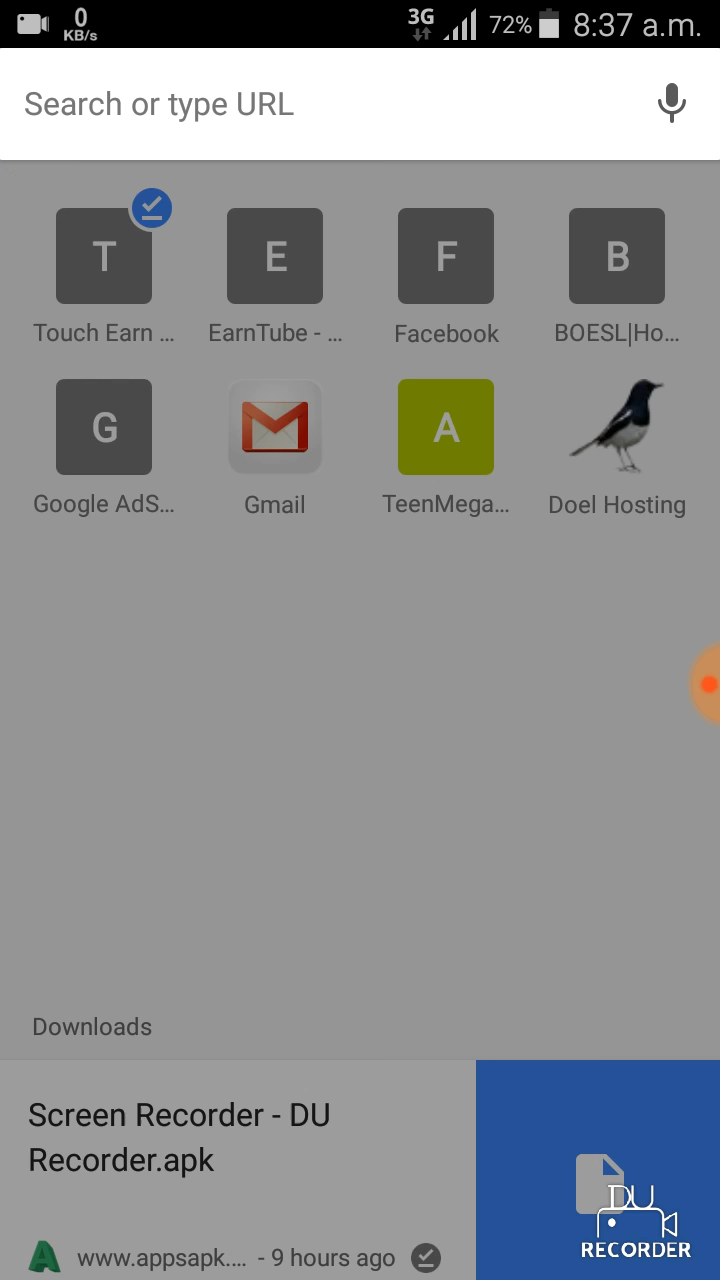 0
KB/s
3G
72%
8:37 a.m.
Search or type URL
T
E
F
B
Touch Earn ...
EarnTube - ...
Facebook
BOESL|Ho...
G
A
Google AdS...
Gmail
TeenMega...
Doel Hosting
Downloads
Screen Recorder - DU
Recorder.apk
www.appsapk.... - 9 hours ago
DU
RECORDER